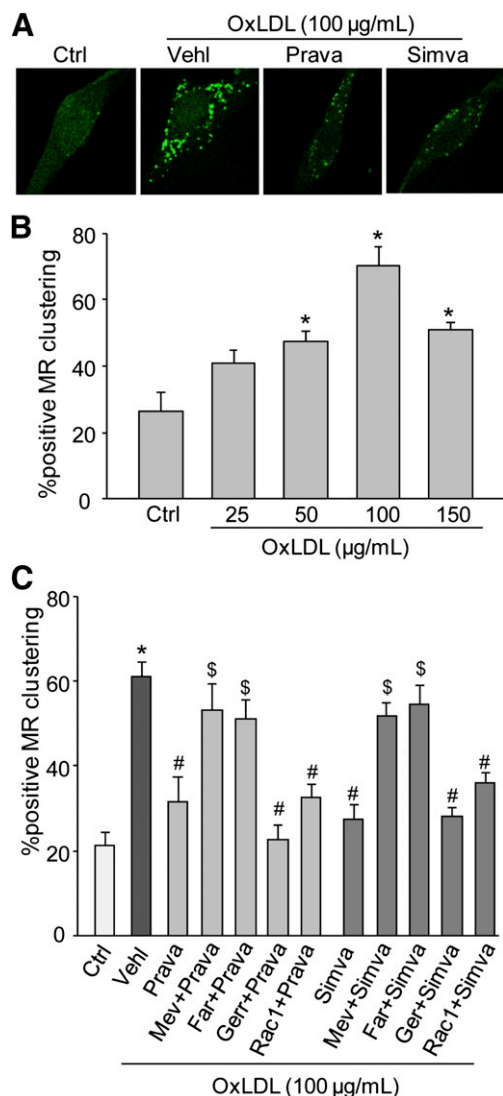 A
OxLDL (100 µg/mL)
Ctrl Vehl Prava Simva
B
%positive MR clustering
80
60
40
20
0
* * *
Ctrl 25 50 100 150
OxLDL (µg/mL)
C
%positive MR clustering
80
60
40
20
0
* # $ $ # # # $ $ # #
Ctrl
Vehl
Prava
Mev+Prava
Far+Prava
Gerr+Prava
Rac1+Prava
Simva
Mev+Simva
Far+Simva
Ger+Simva
Rac1+Simva
OxLDL (100 µg/mL)